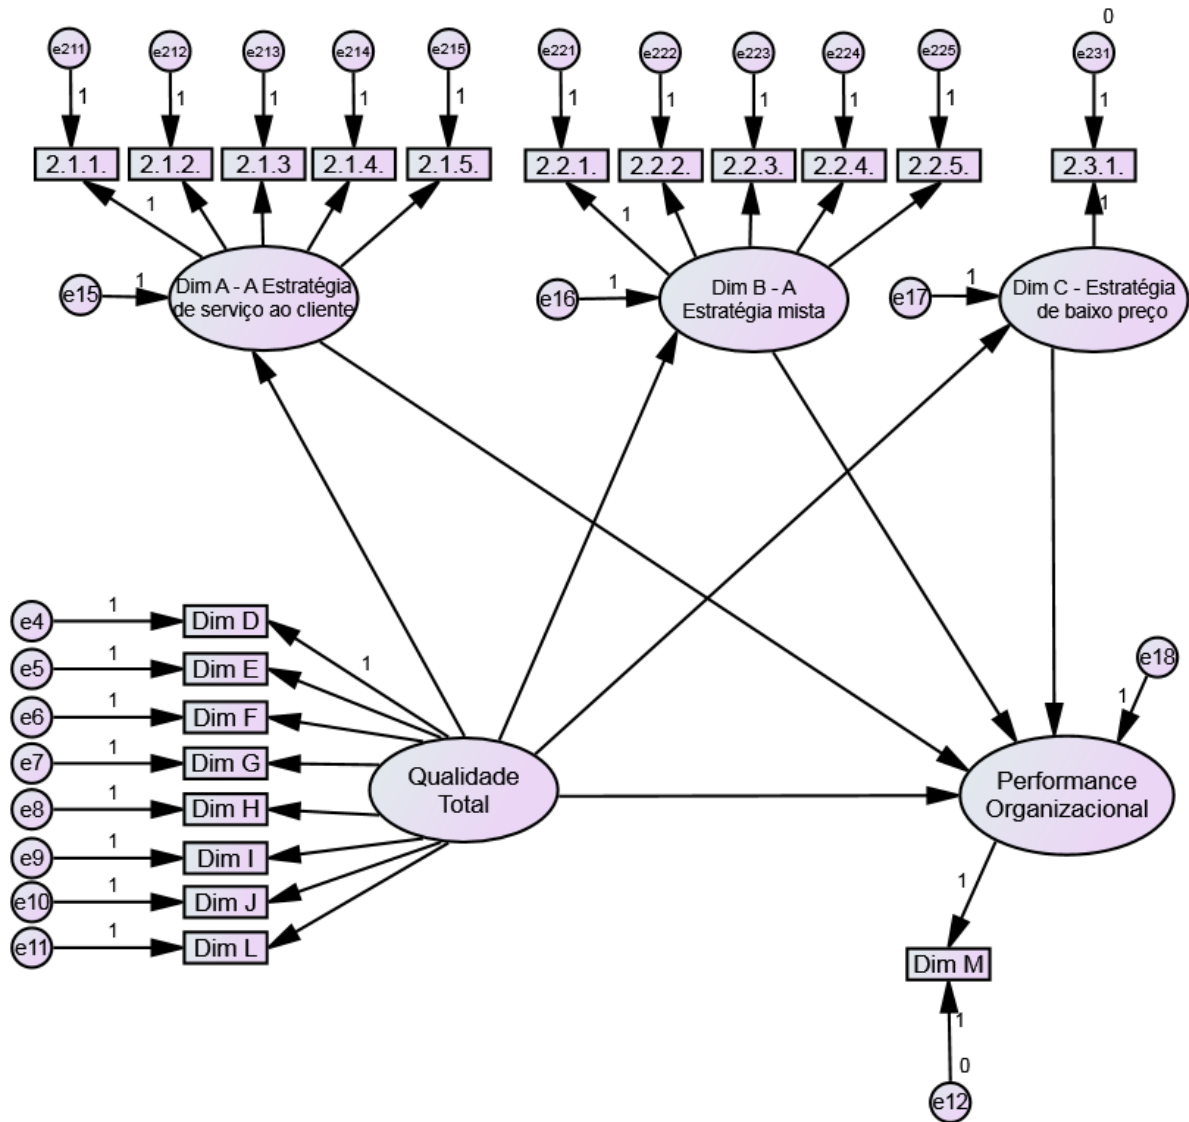 0
e211 e212 e213 e214 e215 e221 e222 e223 e224 e225 e231
1 1 1 1 1 1 1 1 1 1 1
2.1.1. 2.1.2. 2.1.3 2.1.4. 2.1.5. 2.2.1. 2.2.2. 2.2.3. 2.2.4. 2.2.5. 2.3.1.
1 1 1
e15 1 Dim A - A Estratégia
de serviço ao cliente
e16 1 Dim B - A
Estratégia mista
e17 1 Dim C - Estratégia
de baixo preço
e4 1 Dim D
1
e5 1 Dim E
e6 1 Dim F
e7 1 Dim G
e8 1 Dim H
e9 1 Dim I
e10 1 Dim J
e11 1 Dim L
Qualidade
Total
e18
1
Performance
Organizacional
1
Dim M
1
0
e12